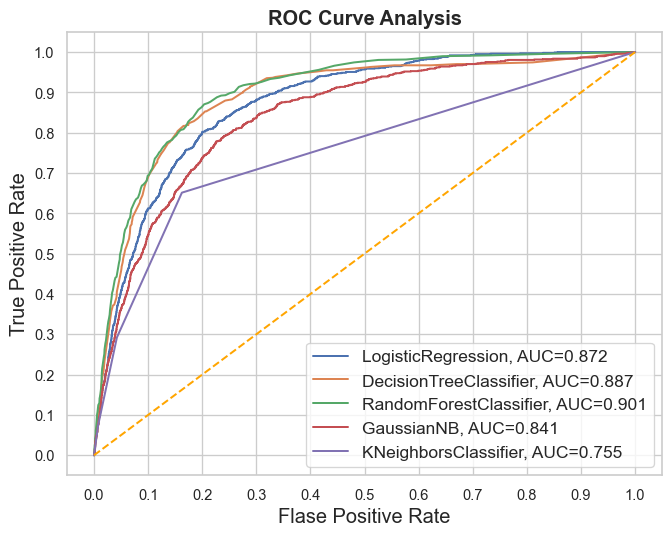 ROC Curve Analysis
1.0
0.9
0.8
0.7
0.6
0.5
0.4
0.3
0.2
0.1
0.0
True Positive Rate
LogisticRegression, AUC=0.872
DecisionTreeClassifier, AUC=0.887
RandomForestClassifier, AUC=0.901
GaussianNB, AUC=0.841
KNeighborsClassifier, AUC=0.755
0.0 0.1 0.2 0.3 0.4 0.5 0.6 0.7 0.8 0.9 1.0
Flase Positive Rate